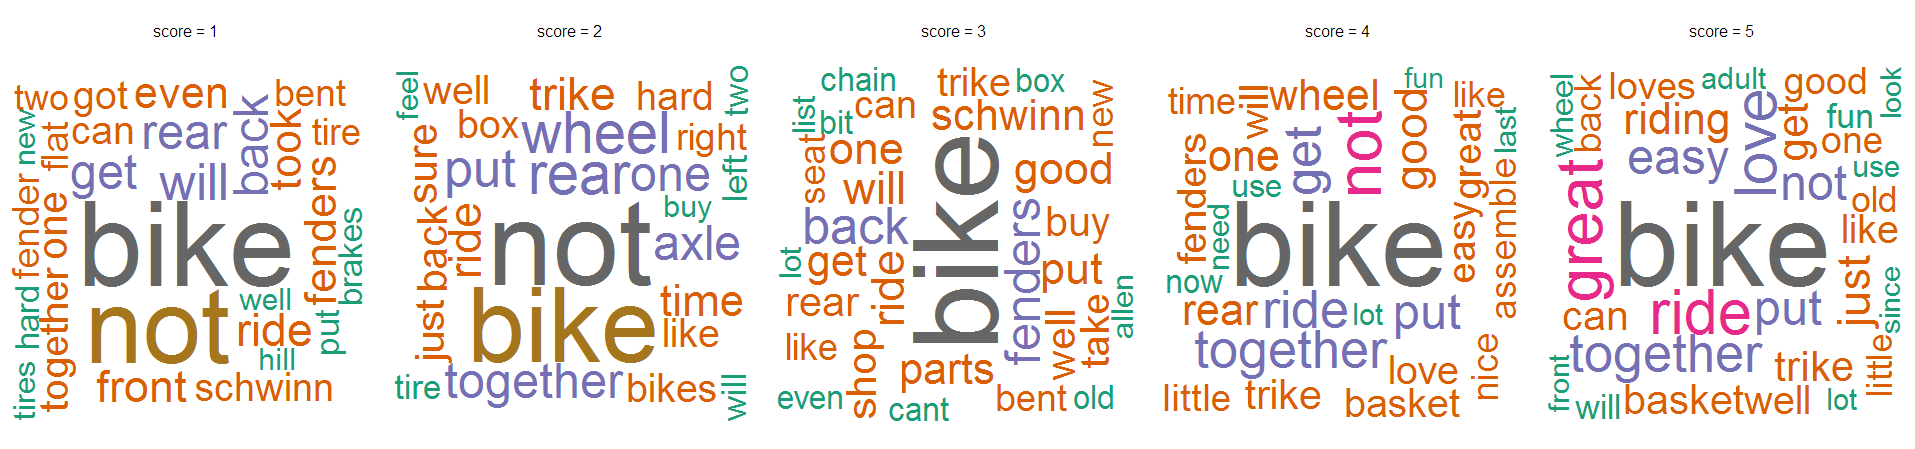 score = 1
two got even bent
new can rear back took tire
flat get will
fender one bike fenders brakes
hard together not well ride put
tires hill
front schwinn
score = 2
feel well trike hard two
sure box wheel right
put rear one left
back ride not buy axle
just bike time
like
tire together bikes will
score = 3
chain trike box new
list bit can schwinn
seat one bike good
will
back fenders buy
lot get ride put
rear well take allen
like shop parts
even cant bent old
score = 4
time will wheel fun like
fenders one get not good great last
use
need bike easy assemble
now
rear ride lot put
together love nice
little trike basket
score = 5
wheel back loves adult good look
riding love get fun
great easy not one use
bike old
like
can ride put just since
together trike little
front will basket well lot